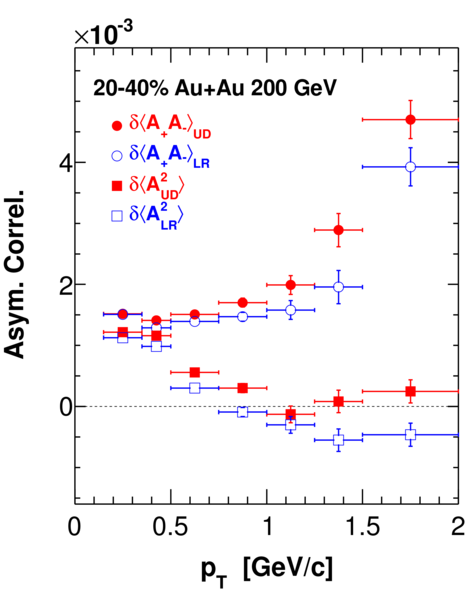 ×10⁻³
20-40% Au+Au 200 GeV
δ⟨A₊A₋⟩UD
δ⟨A₊A₋⟩LR
δ⟨A²UD⟩
δ⟨A²LR⟩
Asym. Correl.
4
2
0
0 0.5 1 1.5 2
pT [GeV/c]